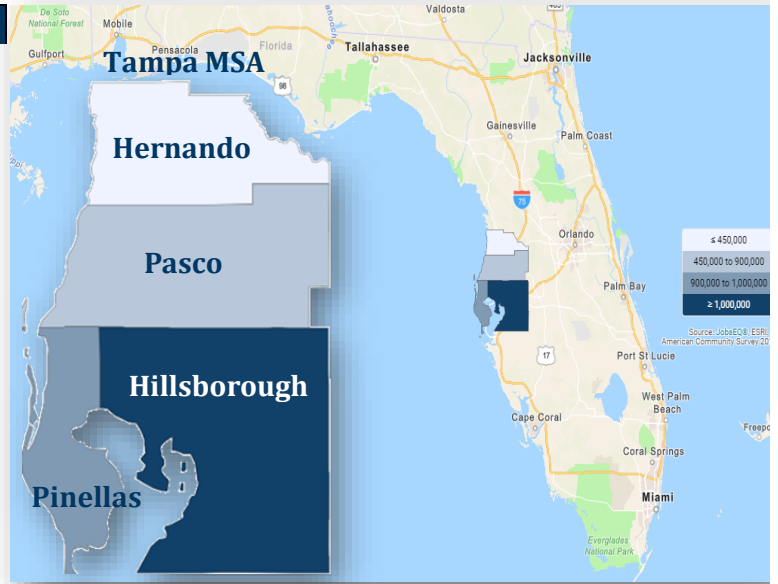 De Soto
National Forest
Mobile
Gulfport
Pensacola
Florida
Tallahassee
Valdosta
Jacksonville
98
Tampa MSA
Hernando
Pasco
Hillsborough
Pinellas
Gainesville
Palm Coast
75
Orlando
Palm Bay
17
Port St Lucie
West Palm
Beach
Cape Coral
Coral Springs
Miami
Everglades
National Park
Freepo
≤ 450,000
450,000 to 900,000
900,000 to 1,000,000
≥ 1,000,000
Source: JobsEQ®, ESRI,
American Community Survey 20